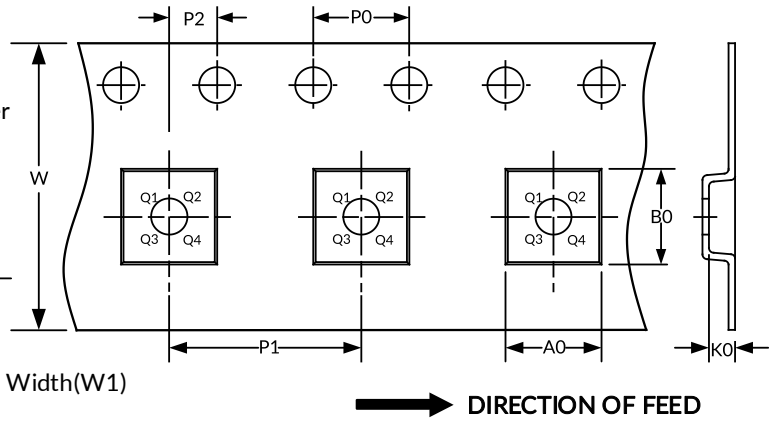 P2
P0
er
W
Q1 Q2
Q3 Q4
Q1 Q2
Q3 Q4
Q1 Q2
Q3 Q4
B0
P1
A0
K0
Width(W1)
DIRECTION OF FEED